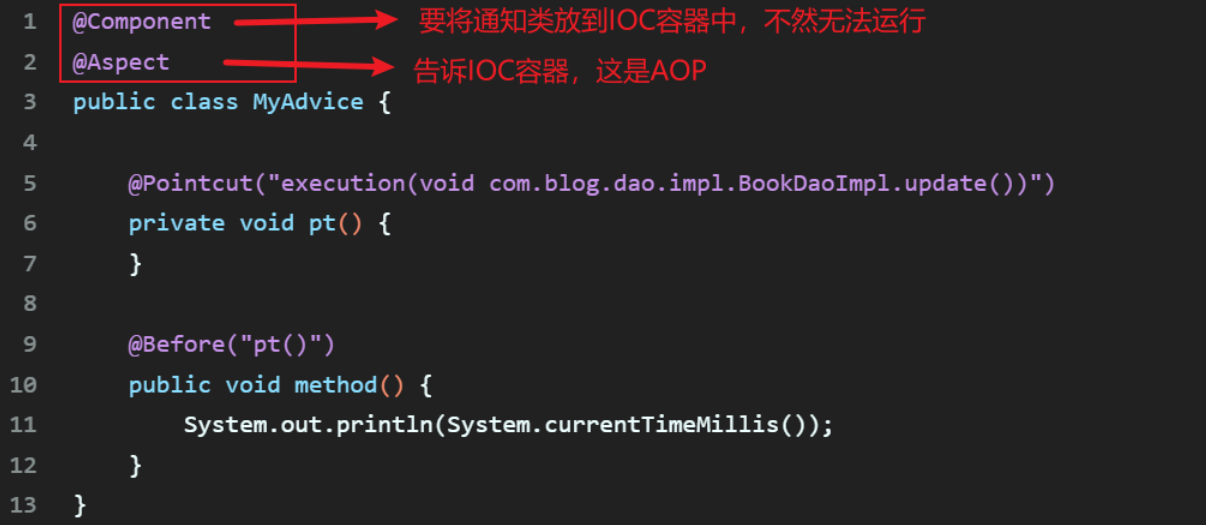 1 @Component 要将通知类放到IOC容器中，不然无法运行
2 @Aspect 告诉IOC容器，这是AOP
3 public class MyAdvice {
4
5     @Pointcut("execution(void com.blog.dao.impl.BookDaoImpl.update())")
6     private void pt() {
7     }
8
9     @Before("pt()")
10     public void method() {
11         System.out.println(System.currentTimeMillis());
12     }
13 }